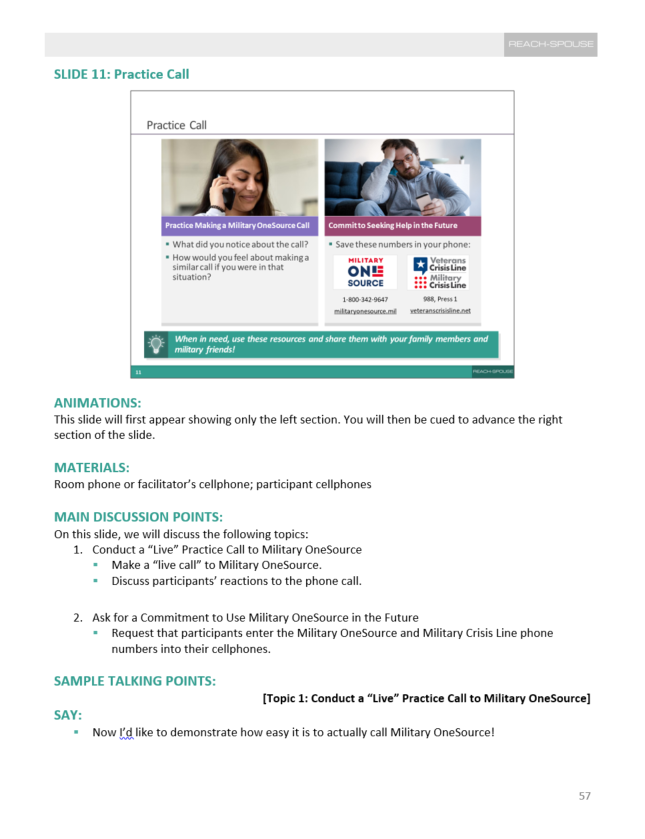 REACH-SPOUSE
SLIDE 11: Practice Call
Practice Call
Practice Making a Military OneSource Call
▪ What did you notice about the call?
▪ How would you feel about making a
similar call if you were in that
situation?
Commit to Seeking Help in the Future
▪ Save these numbers in your phone:
MILITARY
ONE
SOURCE
1-800-342-9647
militaryonesource.mil
Veterans
Crisis Line
Military
Crisis Line
988, Press 1
veteranscrisisline.net
When in need, use these resources and share them with your family members and
military friends!
11
REACH-SPOUSE
ANIMATIONS:
This slide will first appear showing only the left section. You will then be cued to advance the right
section of the slide.
MATERIALS:
Room phone or facilitator’s cellphone; participant cellphones
MAIN DISCUSSION POINTS:
On this slide, we will discuss the following topics:
1. Conduct a “Live” Practice Call to Military OneSource
▪ Make a “live call” to Military OneSource.
▪ Discuss participants’ reactions to the phone call.
2. Ask for a Commitment to Use Military OneSource in the Future
▪ Request that participants enter the Military OneSource and Military Crisis Line phone
numbers into their cellphones.
SAMPLE TALKING POINTS:
[Topic 1: Conduct a “Live” Practice Call to Military OneSource]
SAY:
▪ Now I’d like to demonstrate how easy it is to actually call Military OneSource!
57